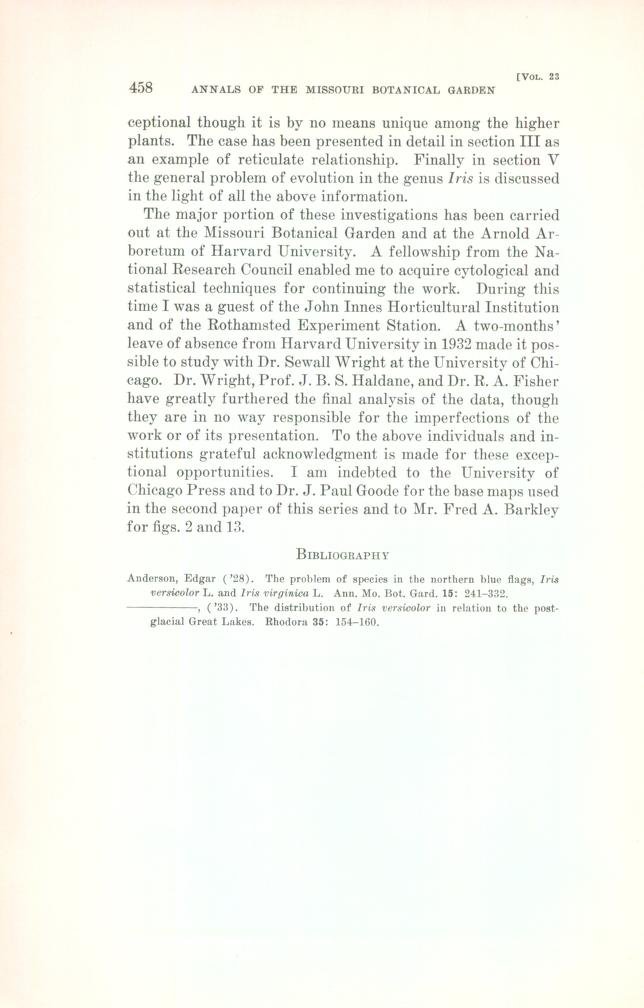 [VOL. 23
458 ANNALS OF THE MISSOURI BOTANICAL GARDEN
ceptional though it is by no means unique among the higher
plants. The case has been presented in detail in section III as
an example of reticulate relationship. Finally in section V
the general problem of evolution in the genus Iris is discussed
in the light of all the above information.
The major portion of these investigations has been carried
out at the Missouri Botanical Garden and at the Arnold Ar-
boretum of Harvard University. A fellowship from the Na-
tional Research Council enabled me to acquire cytological and
statistical techniques for continuing the work. During this
time I was a guest of the John Innes Horticultural Institution
and of the Rothamsted Experiment Station. A two-months'
leave of absence from Harvard University in 1932 made it pos-
sible to study with Dr. Sewall Wright at the University of Chi-
cago. Dr. Wright, Prof. J. B. S. Haldane, and Dr. R. A. Fisher
have greatly furthered the final analysis of the data, though
they are in no way responsible for the imperfections of the
work or of its presentation. To the above individuals and in-
stitutions grateful acknowledgment is made for these excep-
tional opportunities. I am indebted to the University of
Chicago Press and to Dr. J. Paul Goode for the base maps used
in the second paper of this series and to Mr. Fred A. Barkley
for figs. 2 and 13.
BIBLIOGRAPHY
Anderson, Edgar ('28). The problem of species in the northern blue flags, Iris
versicolor L. and Iris virginica L. Ann. Mo. Bot. Gard. 15: 241–332.
————, ('33). The distribution of Iris versicolor in relation to the post-
glacial Great Lakes. Rhodora 35: 154–160.